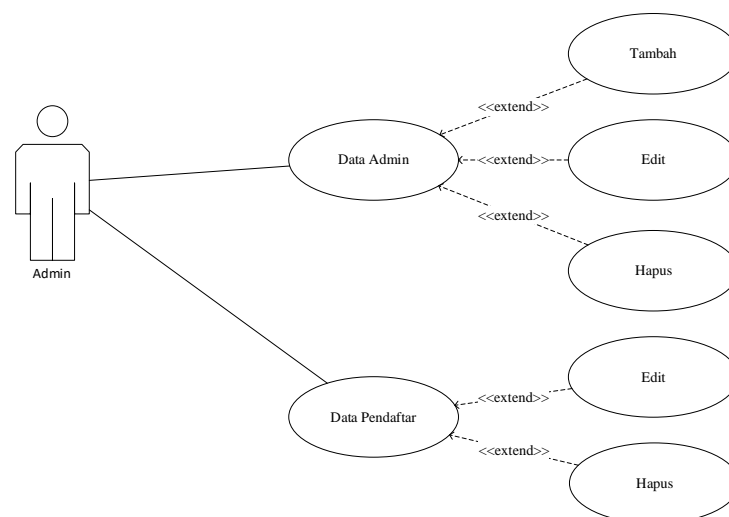 Tambah
<<extend>>
Data Admin
<<extend>>
Edit
<<extend>>
Hapus
Admin
Edit
<<extend>>
Data Pendaftar
<<extend>>
Hapus